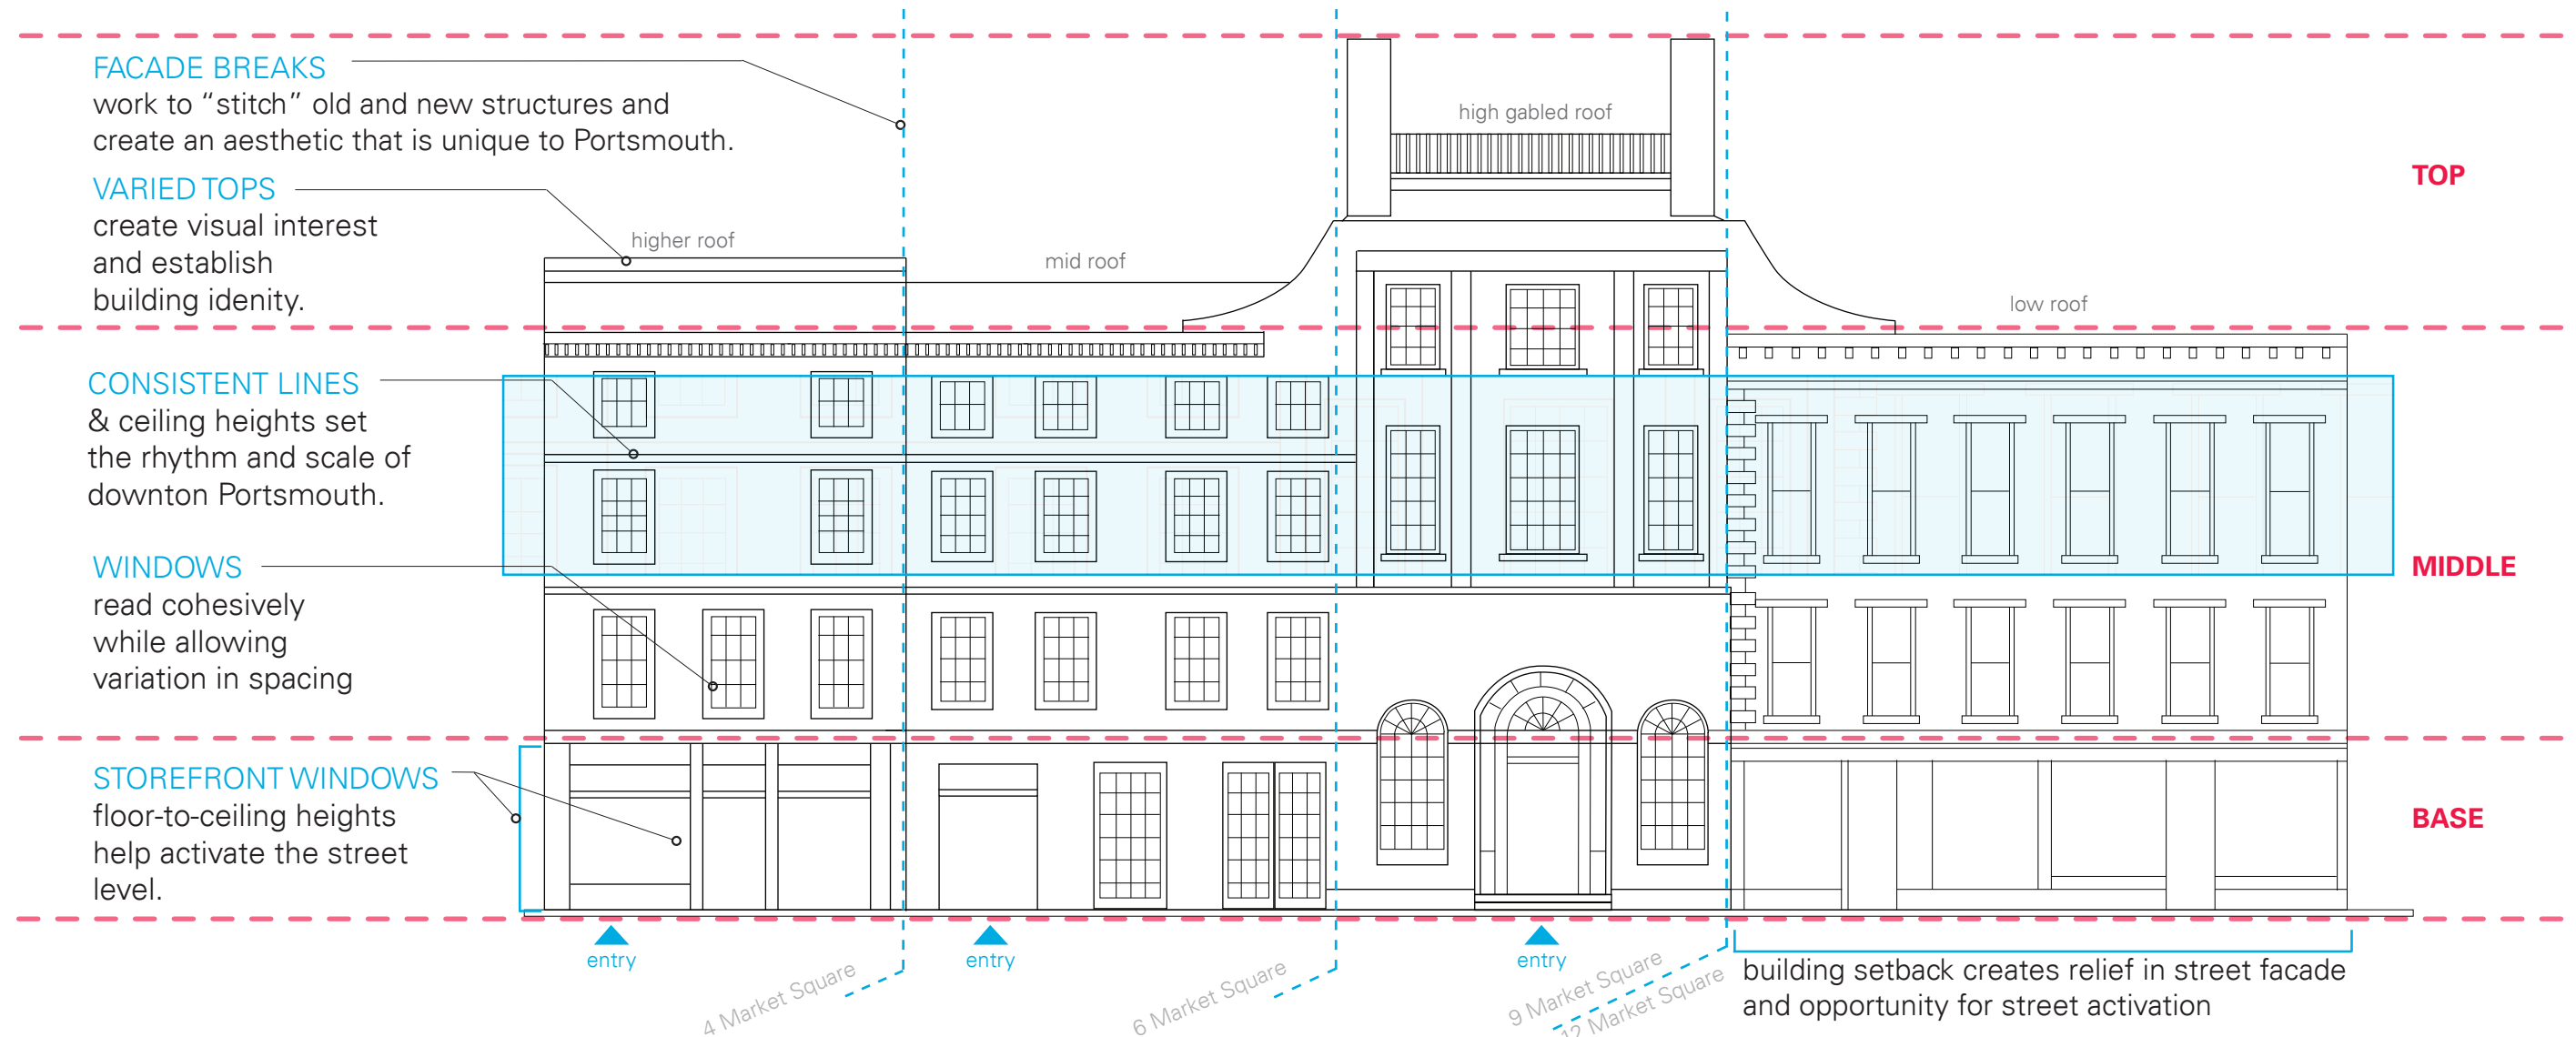 FACADE BREAKS
work to “stitch” old and new structures and
create an aesthetic that is unique to Portsmouth.
VARIED TOPS
create visual interest
and establish
building idenity.
CONSISTENT LINES
& ceiling heights set
the rhythm and scale of
downton Portsmouth.
WINDOWS
read cohesively
while allowing
variation in spacing
STOREFRONT WINDOWS
floor-to-ceiling heights
help activate the street
level.
higher roof
mid roof
high gabled roof
low roof
TOP
MIDDLE
BASE
entry
entry
entry
4 Market Square
6 Market Square
9 Market Square
12 Market Square
building setback creates relief in street facade
and opportunity for street activation